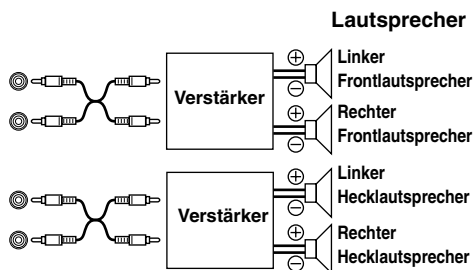 Lautsprecher
Linker
Frontlautsprecher
Verstärker
Rechter
Frontlautsprecher
Linker
Hecklautsprecher
Verstärker
Rechter
Hecklautsprecher